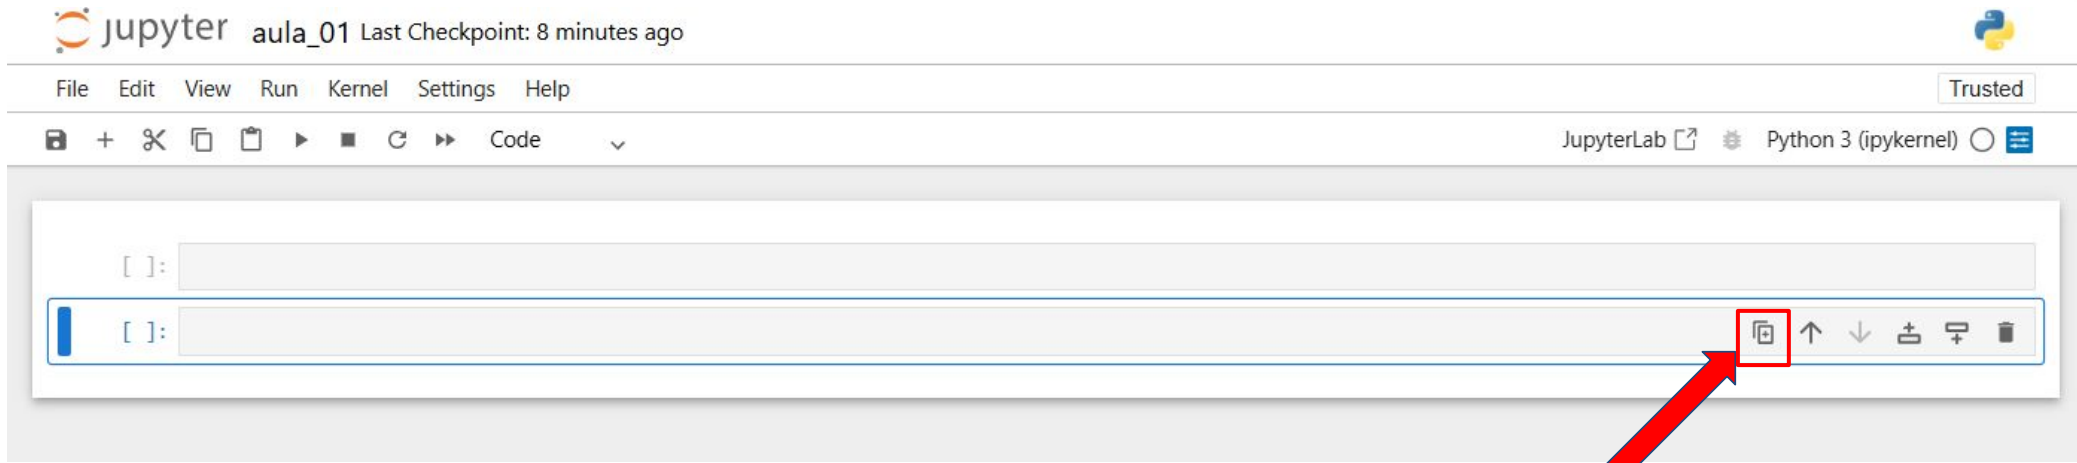 jupyter aula_01 Last Checkpoint: 8 minutes ago
File Edit View Run Kernel Settings Help Trusted
Code JupyterLab Python 3 (ipykernel)
[ ]:
[ ]: